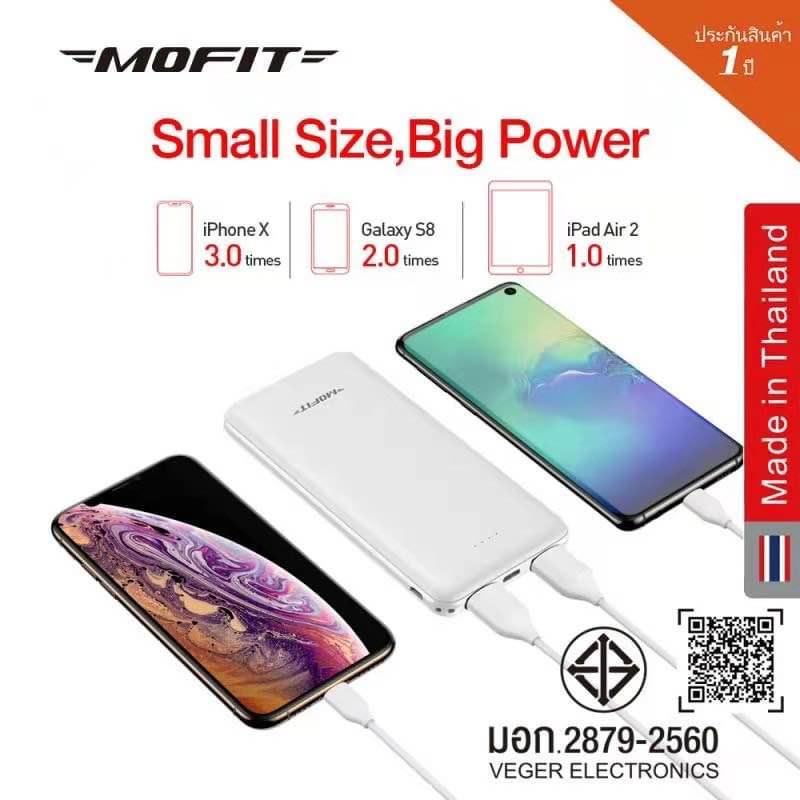 MOFIT
ประกันสินค้า
1 ปี
Small Size,Big Power
iPhone X
3.0 times
Galaxy S8
2.0 times
iPad Air 2
1.0 times
Made in Thailand
MOFIT
มอก.2879-2560
VEGER ELECTRONICS